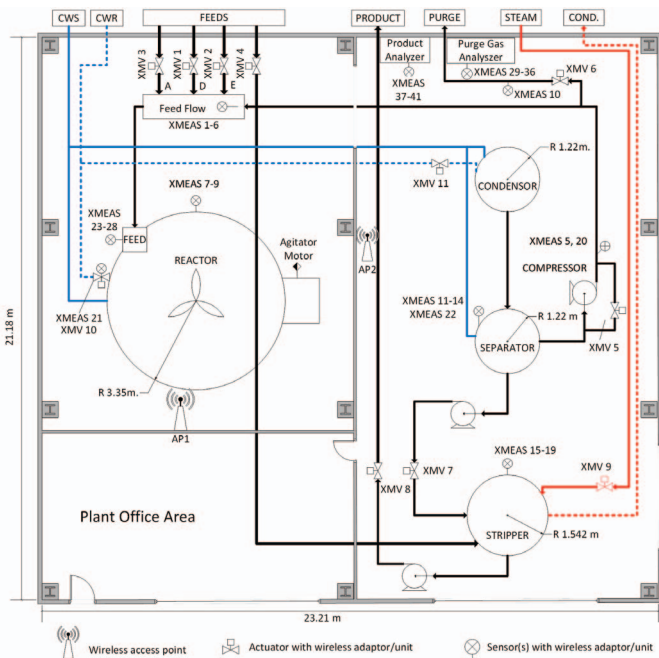 CWS
CWR
FEEDS
PRODUCT
PURGE
STEAM
COND.
XMV 3
XMV 1
XMV 2
XMV 4
A
D
E
Feed Flow
XMEAS 1-6
Product
Analyzer
XMEAS
37-41
Purge Gas
Analyszer
XMEAS 29-36
XMEAS 10
XMV 6
R 1.22m.
CONDENSOR
XMV 11
XMEAS 7-9
XMEAS
23-28
FEED
REACTOR
Agitator
Motor
AP2
XMEAS 21
XMV 10
R 3.35m.
AP1
XMEAS 5, 20
COMPRESSOR
XMEAS 11-14
XMEAS 22
R 1.22 m
SEPARATOR
XMV 5
21.18 m
XMV 7
XMV 8
XMEAS 15-19
XMV 9
STRIPPER
R 1.542 m
Plant Office Area
23.21 m
Wireless access point
Actuator with wireless adaptor/unit
Sensor(s) with wireless adaptor/unit